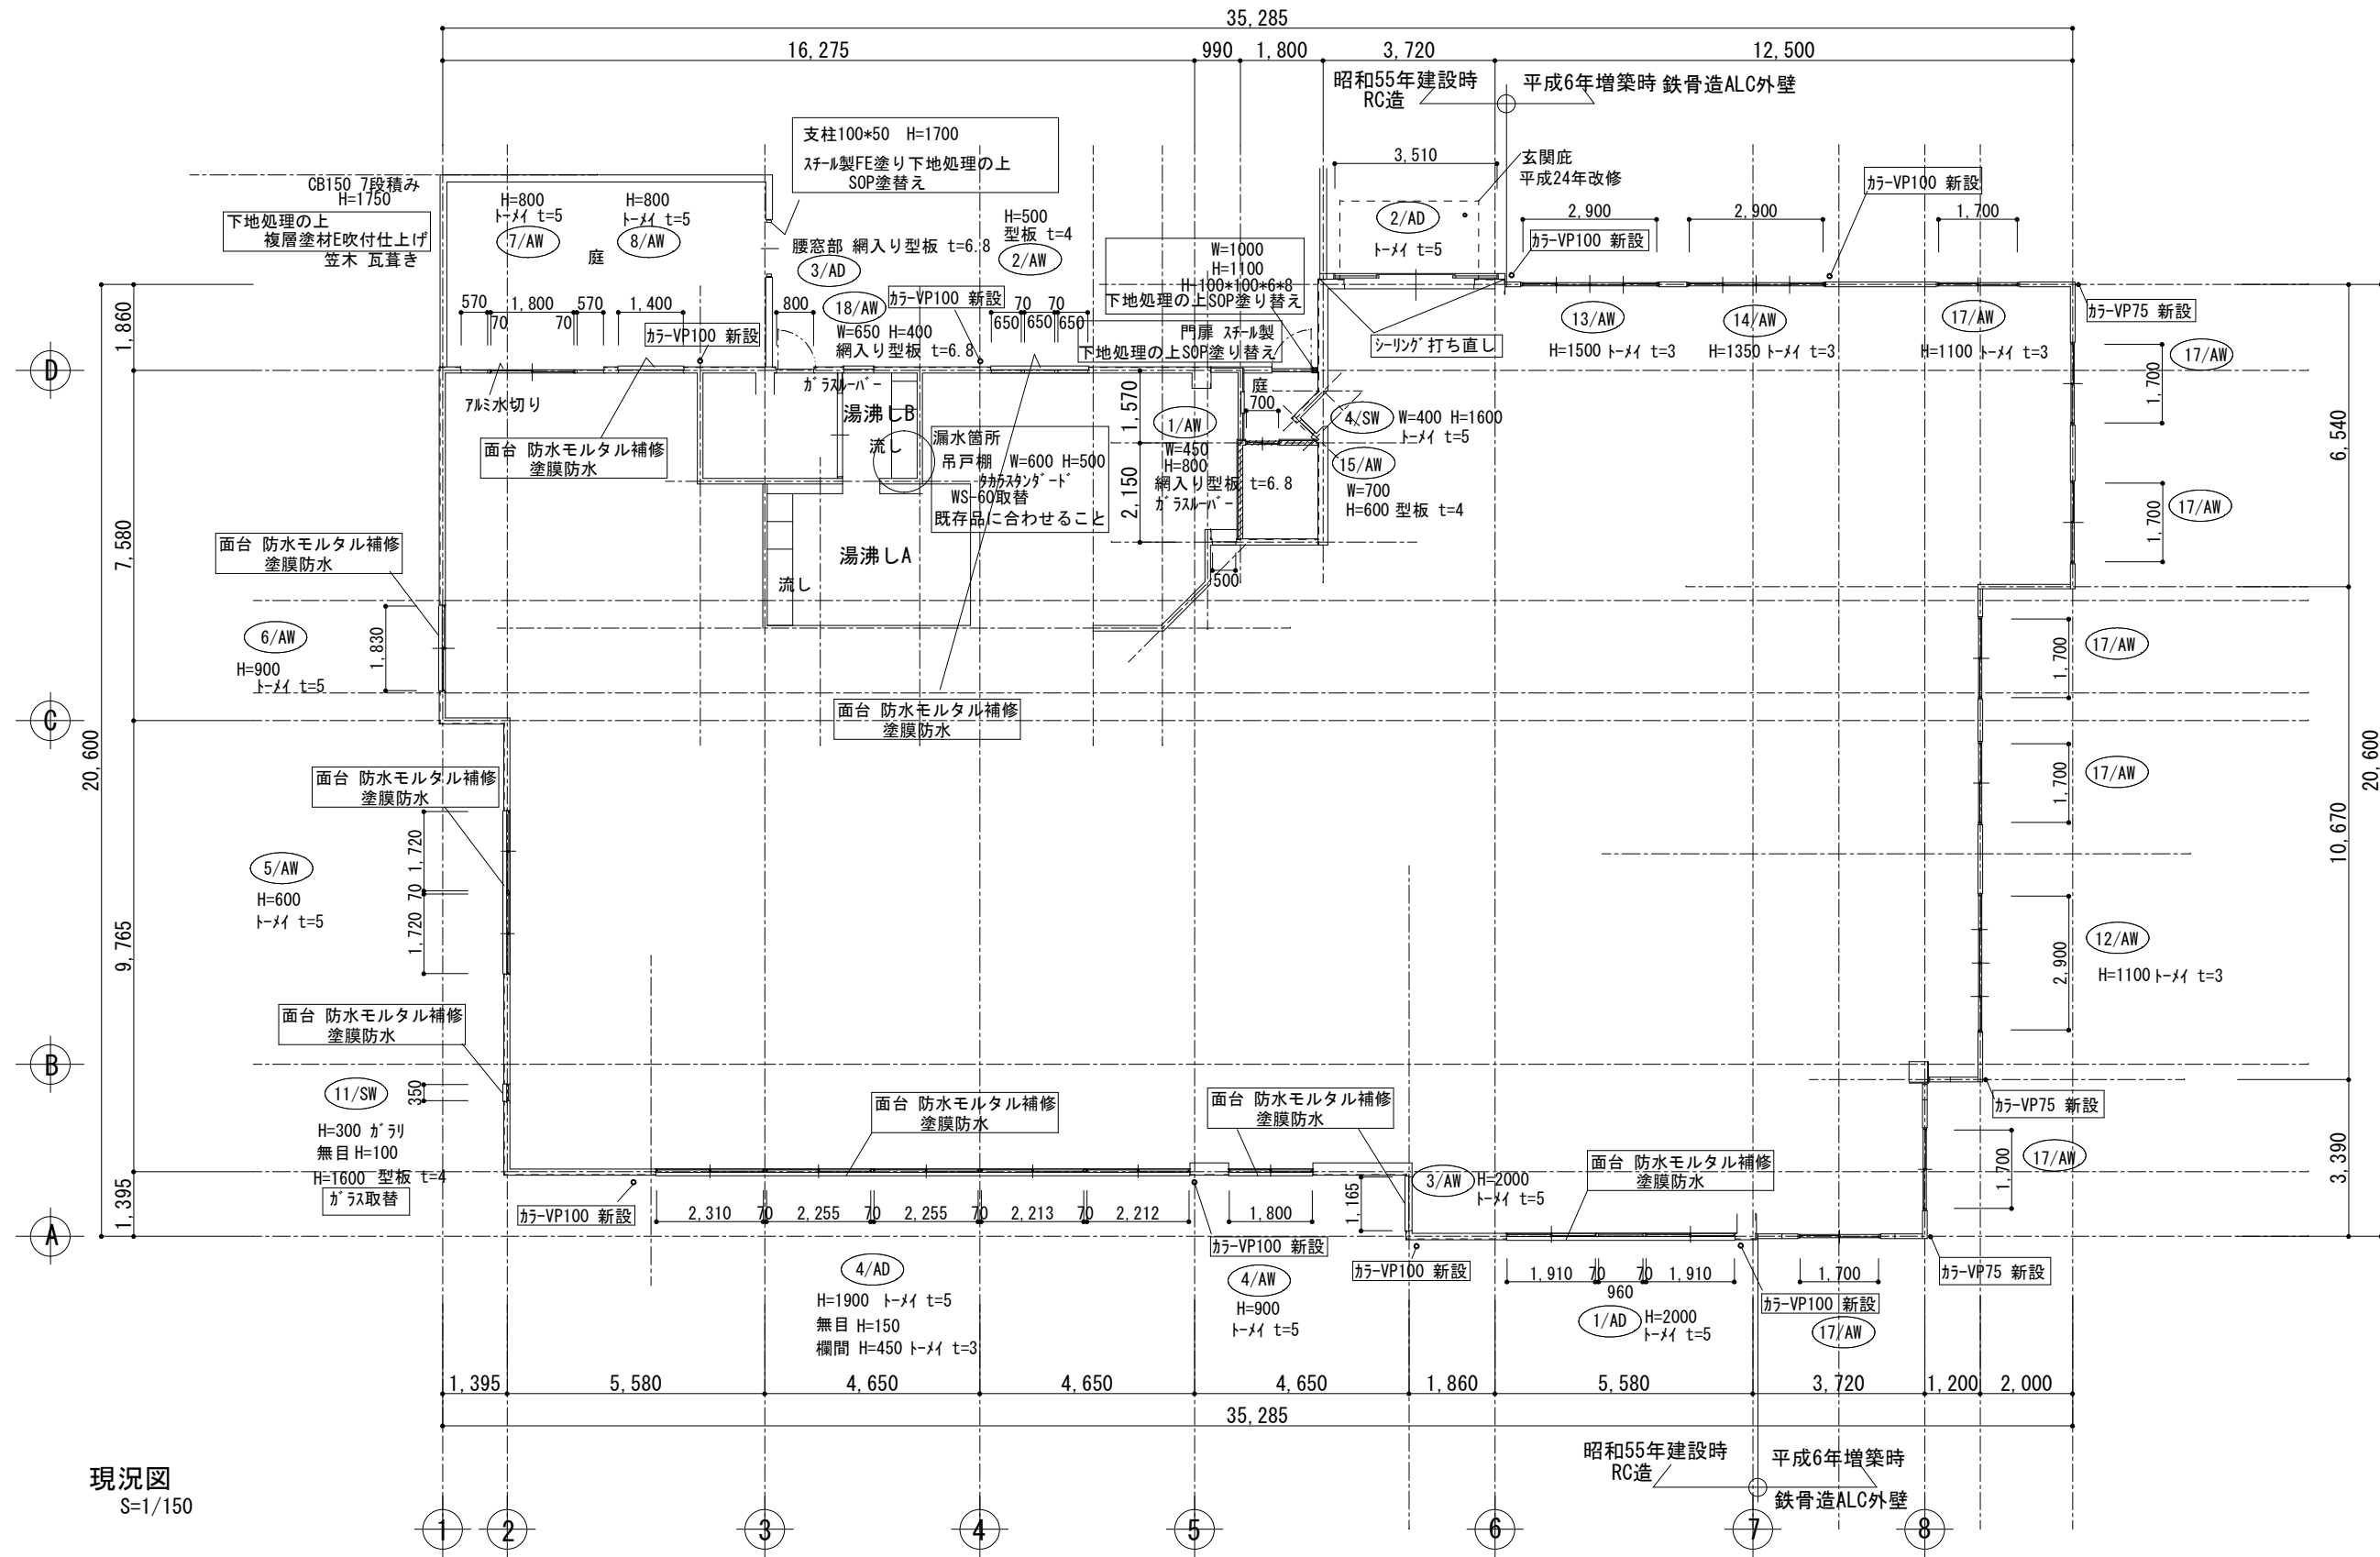 35,285
16,275
990
1,800
3,720
12,500
昭和55年建設時
RC造
平成6年増築時 鉄骨造ALC外壁
支柱100*50 H=1700
ｽﾁｰﾙ製FE塗り下地処理の上
SOP塗替え
3,510
玄関庇
平成24年改修
ｶﾗｰVP100 新設
CB150 7段積み
H=1750
下地処理の上
複層塗材E吹付仕上げ
笠木 瓦葺き
H=800
ﾄｰﾒｲ t=5
7/AW
H=800
ﾄｰﾒｲ t=5
8/AW
庭
腰窓部 網入り型板 t=6.8
3/AD
H=500
型板 t=4
2/AW
W=1000
H=1100
H-100*100*6*8
下地処理の上SOP塗り替え
2/AD
ﾄｰﾒｲ t=5
2,900
ｶﾗｰVP100 新設
2,900
1,700
570
1,800
570
70
70
1,400
ｶﾗｰVP100 新設
800
18/AW
W=650 H=400
網入り型板 t=6.8
ｶﾗｰVP100 新設
70
70
650
650
650
門扉 ｽﾁｰﾙ製
下地処理の上SOP塗り替え
ｼｰﾘﾝｸﾞ打ち直し
13/AW
H=1500 ﾄｰﾒｲ t=3
14/AW
H=1350 ﾄｰﾒｲ t=3
17/AW
H=1100 ﾄｰﾒｲ t=3
ｶﾗｰVP75 新設
17/AW
1,700
1,860
D
ｱﾙﾐ水切り
面台 防水モルタル補修
塗膜防水
ｶﾞﾗｽﾙｰﾊﾞｰ
湯沸しB
流し
漏水箇所
吊戸棚 W=600 H=500
ﾀｶﾗｽﾀﾝﾀﾞｰﾄﾞ
WS-60取替
既存品に合わせること
1,570
2,150
1/AW
W=450
H=800
網入り型板 t=6.8
ｶﾞﾗｽﾙｰﾊﾞｰ
庭
700
4/SW
W=400 H=1600
ﾄｰﾒｲ t=5
15/AW
W=700
H=600 型板 t=4
500
6,540
1,700
17/AW
7,580
面台 防水モルタル補修
塗膜防水
湯沸しA
流し
6/AW
H=900
ﾄｰﾒｲ t=5
1,830
1,700
17/AW
面台 防水モルタル補修
塗膜防水
C
20,600
面台 防水モルタル補修
塗膜防水
1,700
17/AW
20,600
10,670
5/AW
H=600
ﾄｰﾒｲ t=5
1,720
70
1,720
9,765
2,900
12/AW
H=1100 ﾄｰﾒｲ t=3
面台 防水モルタル補修
塗膜防水
B
11/SW
350
H=300 ｶﾞﾗﾘ
無目 H=100
H=1600 型板 t=4
ｶﾞﾗｽ取替
面台 防水モルタル補修
塗膜防水
面台 防水モルタル補修
塗膜防水
ｶﾗｰVP75 新設
1,700
17/AW
3,390
1,395
A
ｶﾗｰVP100 新設
2,310
70
2,255
70
2,255
70
2,213
70
2,212
1,800
1,165
3/AW
H=2000
ﾄｰﾒｲ t=5
面台 防水モルタル補修
塗膜防水
ｶﾗｰVP100 新設
ｶﾗｰVP100 新設
ｶﾗｰVP75 新設
4/AD
H=1900 ﾄｰﾒｲ t=5
無目 H=150
欄間 H=450 ﾄｰﾒｲ t=3
4/AW
H=900
ﾄｰﾒｲ t=5
1,910
70
70
1,910
960
1/AD
H=2000
ﾄｰﾒｲ t=5
1,700
ｶﾗｰVP100 新設
17/AW
1,395
5,580
4,650
4,650
4,650
1,860
5,580
3,720
1,200
2,000
35,285
昭和55年建設時
RC造
平成6年増築時
鉄骨造ALC外壁
現況図
S=1/150
1
2
3
4
5
6
7
8